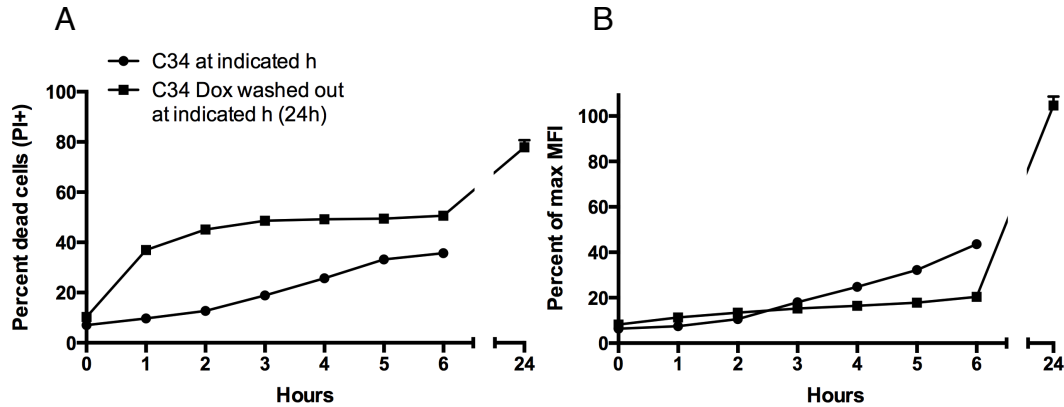 A
C34 at indicated h
C34 Dox washed out
at indicated h (24h)
Percent dead cells (PI+)
100
80
60
40
20
0
0 1 2 3 4 5 6 24
Hours
B
Percent of max MFI
100
80
60
40
20
0
0 1 2 3 4 5 6 24
Hours